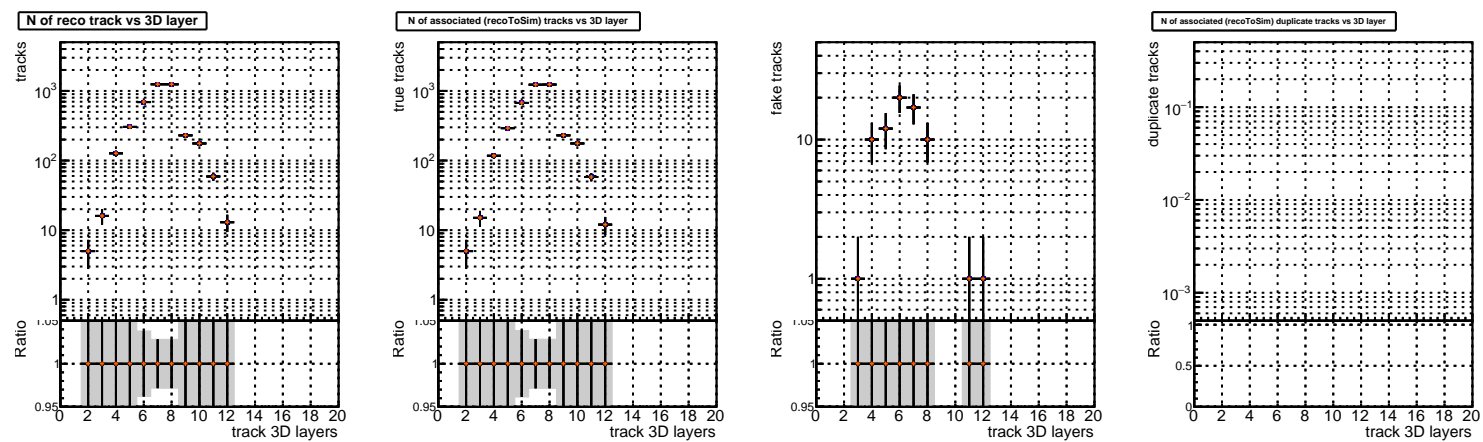 N of reco track vs 3D layer
tracks
10³
10²
10
1
1.05
Ratio
1
0.95
0 2 4 6 8 10 12 14 16 18 20
track 3D layers
N of associated (recoToSim) tracks vs 3D layer
true tracks
10³
10²
10
1
1.05
Ratio
1
0.95
0 2 4 6 8 10 12 14 16 18 20
track 3D layers
fake tracks
10
1
1.05
Ratio
1
0.95
0 2 4 6 8 10 12 14 16 18 20
track 3D layers
N of associated (recoToSim) duplicate tracks vs 3D layer
duplicate tracks
10⁻¹
10⁻²
10⁻³
Ratio
1
0.5
0
0 2 4 6 8 10 12 14 16 18 20
track 3D layers